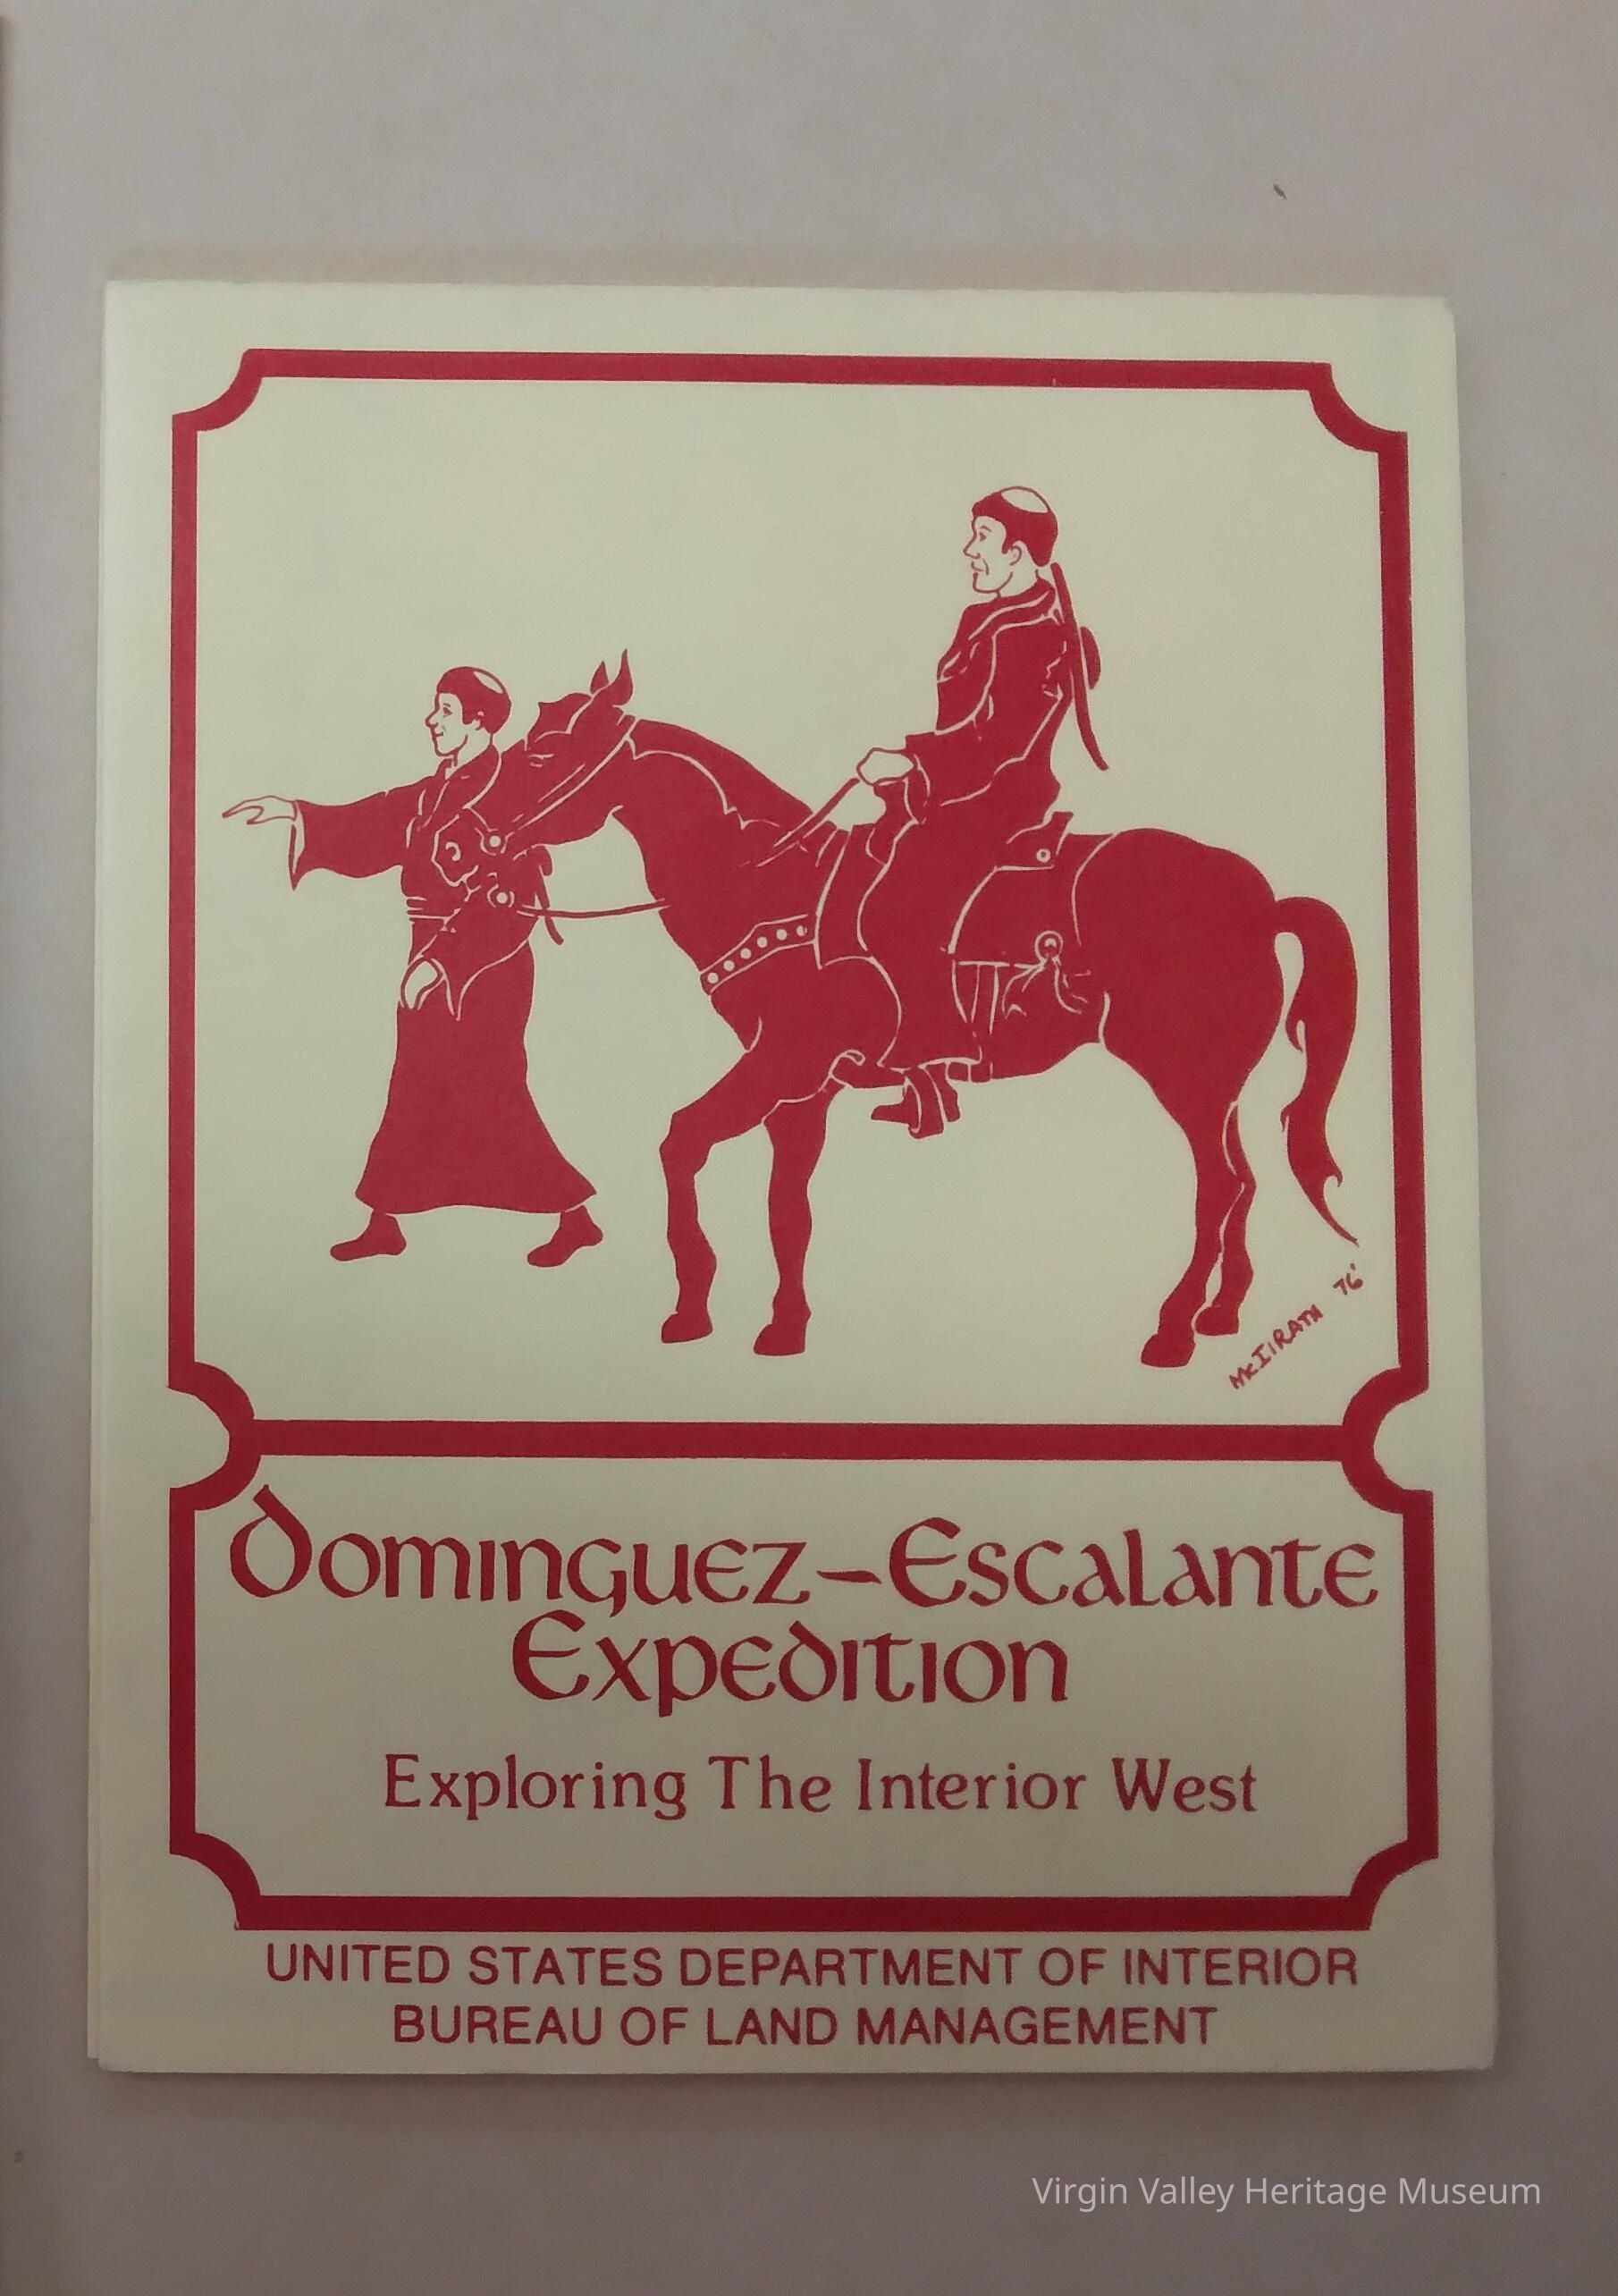 McIlRATH 76'
Dominguez–Escalante
Expedition
Exploring The Interior West
UNITED STATES DEPARTMENT OF INTERIOR
BUREAU OF LAND MANAGEMENT
Virgin Valley Heritage Museum